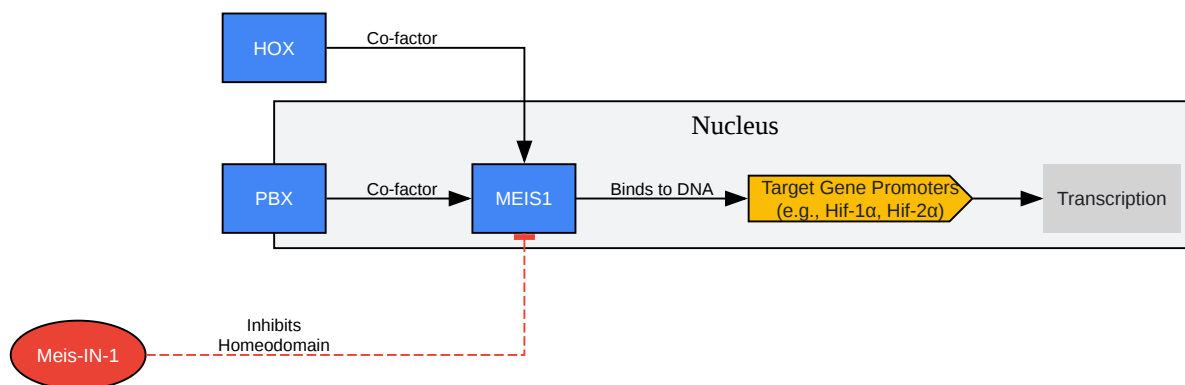 HOX
Co-factor
Nucleus
PBX
Co-factor
MEIS1
Binds to DNA
Target Gene Promoters
(e.g., Hif-1α, Hif-2α)
Transcription
Inhibits
Homeodomain
Meis-IN-1